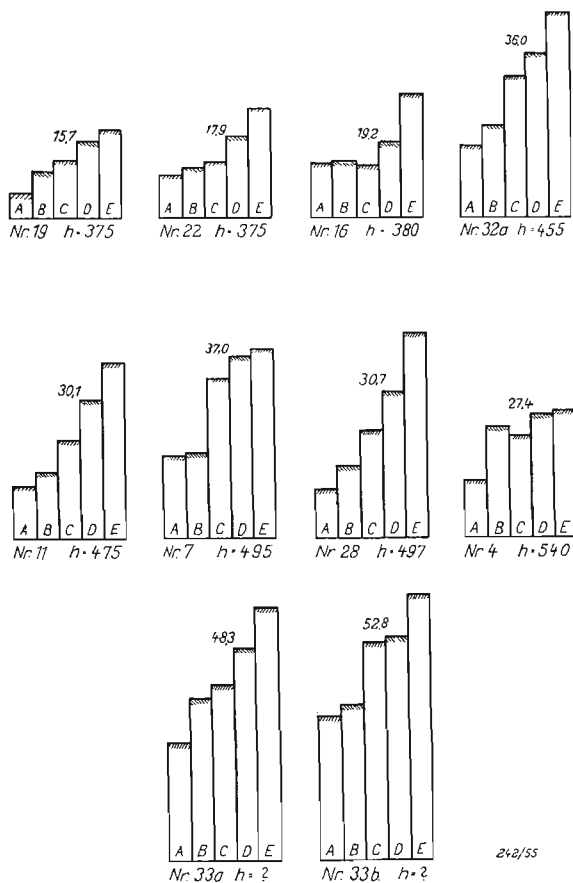 36,0
15,7 17,9 19,2
A B C D E A B C D E A B C D E A B C D E
Nr. 19 h = 375 Nr. 22 h = 375 Nr. 16 h = 380 Nr. 32a h = 455
30,1 37,0 30,7 27,4
A B C D E A B C D E A B C D E A B C D E
Nr. 11 h = 475 Nr. 7 h = 495 Nr. 28 h = 497 Nr. 4 h = 540
48,3 52,8
A B C D E A B C D E
242/55
Nr. 33a h = ? Nr. 33b h = ?